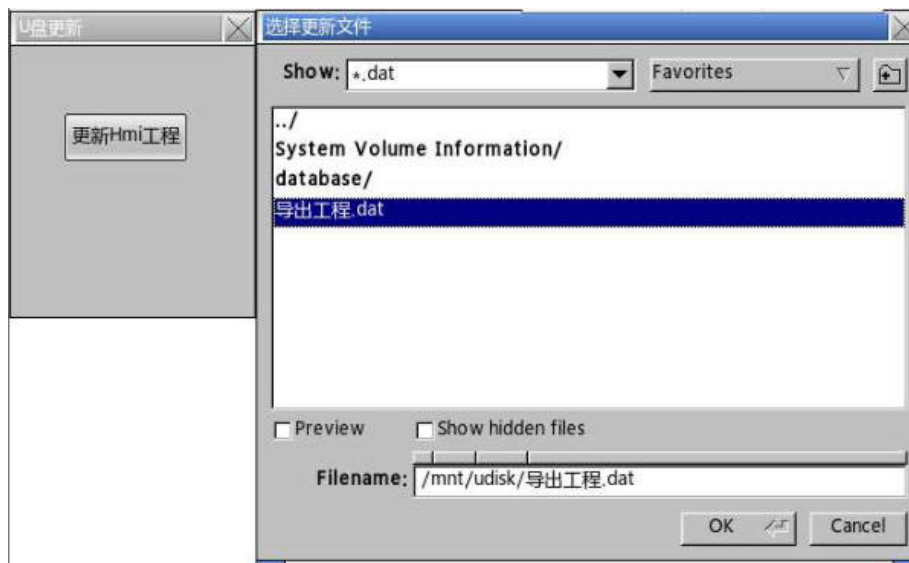 U盘更新
更新Hmi工程
选择更新文件
Show: *.dat Favorites
../
System Volume Information/
database/
导出工程.dat
Preview Show hidden files
Filename: /mnt/udisk/导出工程.dat
OK Cancel